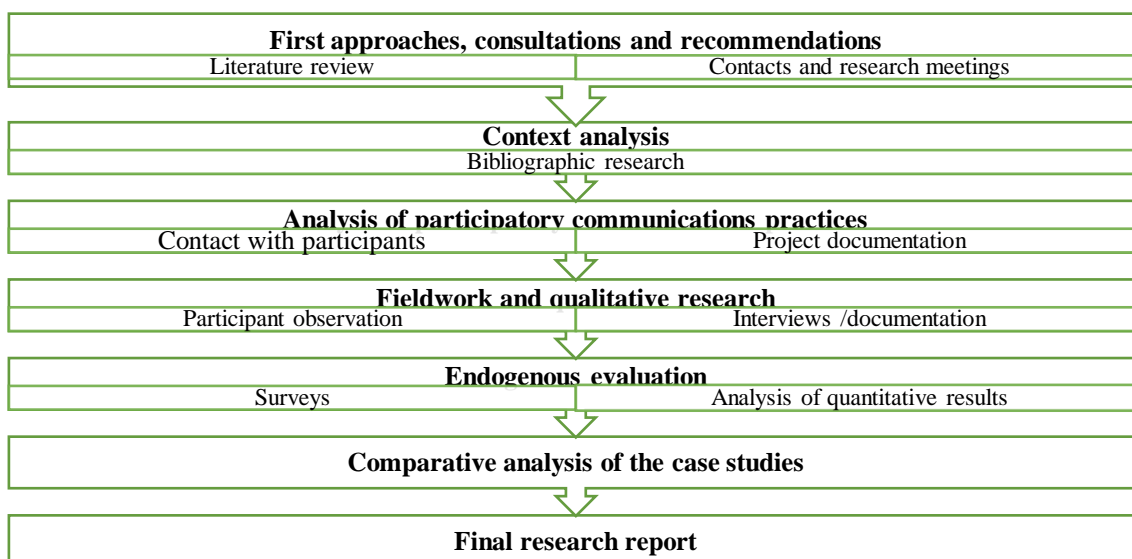 First approaches, consultations and recommendations
Literature review
Contacts and research meetings
Context analysis
Bibliographic research
Analysis of participatory communications practices
Contact with participants
Project documentation
Fieldwork and qualitative research
Participant observation
Interviews /documentation
Endogenous evaluation
Surveys
Analysis of quantitative results
Comparative analysis of the case studies
Final research report